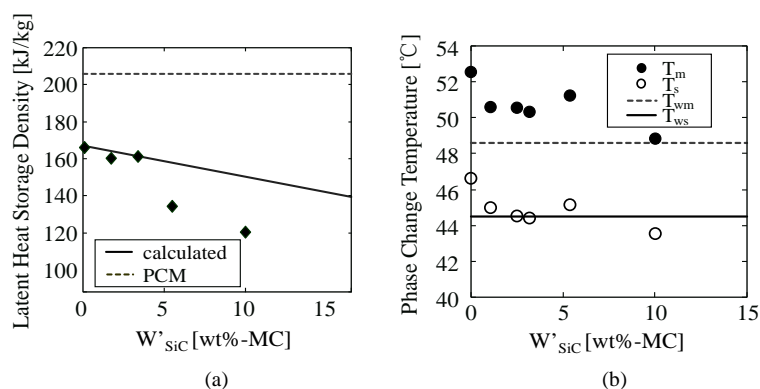 Latent Heat Storage Density [kJ/kg]
220
200
180
160
140
120
100
calculated
PCM
0
5
10
15
W’SiC [wt%-MC]
(a)
Phase Change Temperature [℃]
54
52
50
48
46
44
42
40
Tm
Ts
Twm
Tws
0
5
10
15
W’SiC [wt%-MC]
(b)